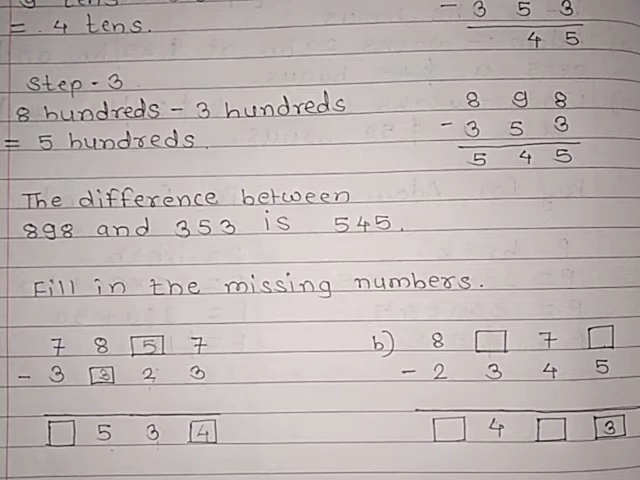 = 4 tens.
- 3 5 3
4 5
Step - 3
8 hundreds - 3 hundreds
= 5 hundreds.
8 9 8
- 3 5 3
5 4 5
The difference between
898 and 353 is 545.
Fill in the missing numbers.
7 8 5 7
- 3 3 2 3
5 3 4
b) 8 7
- 2 3 4 5
4 3